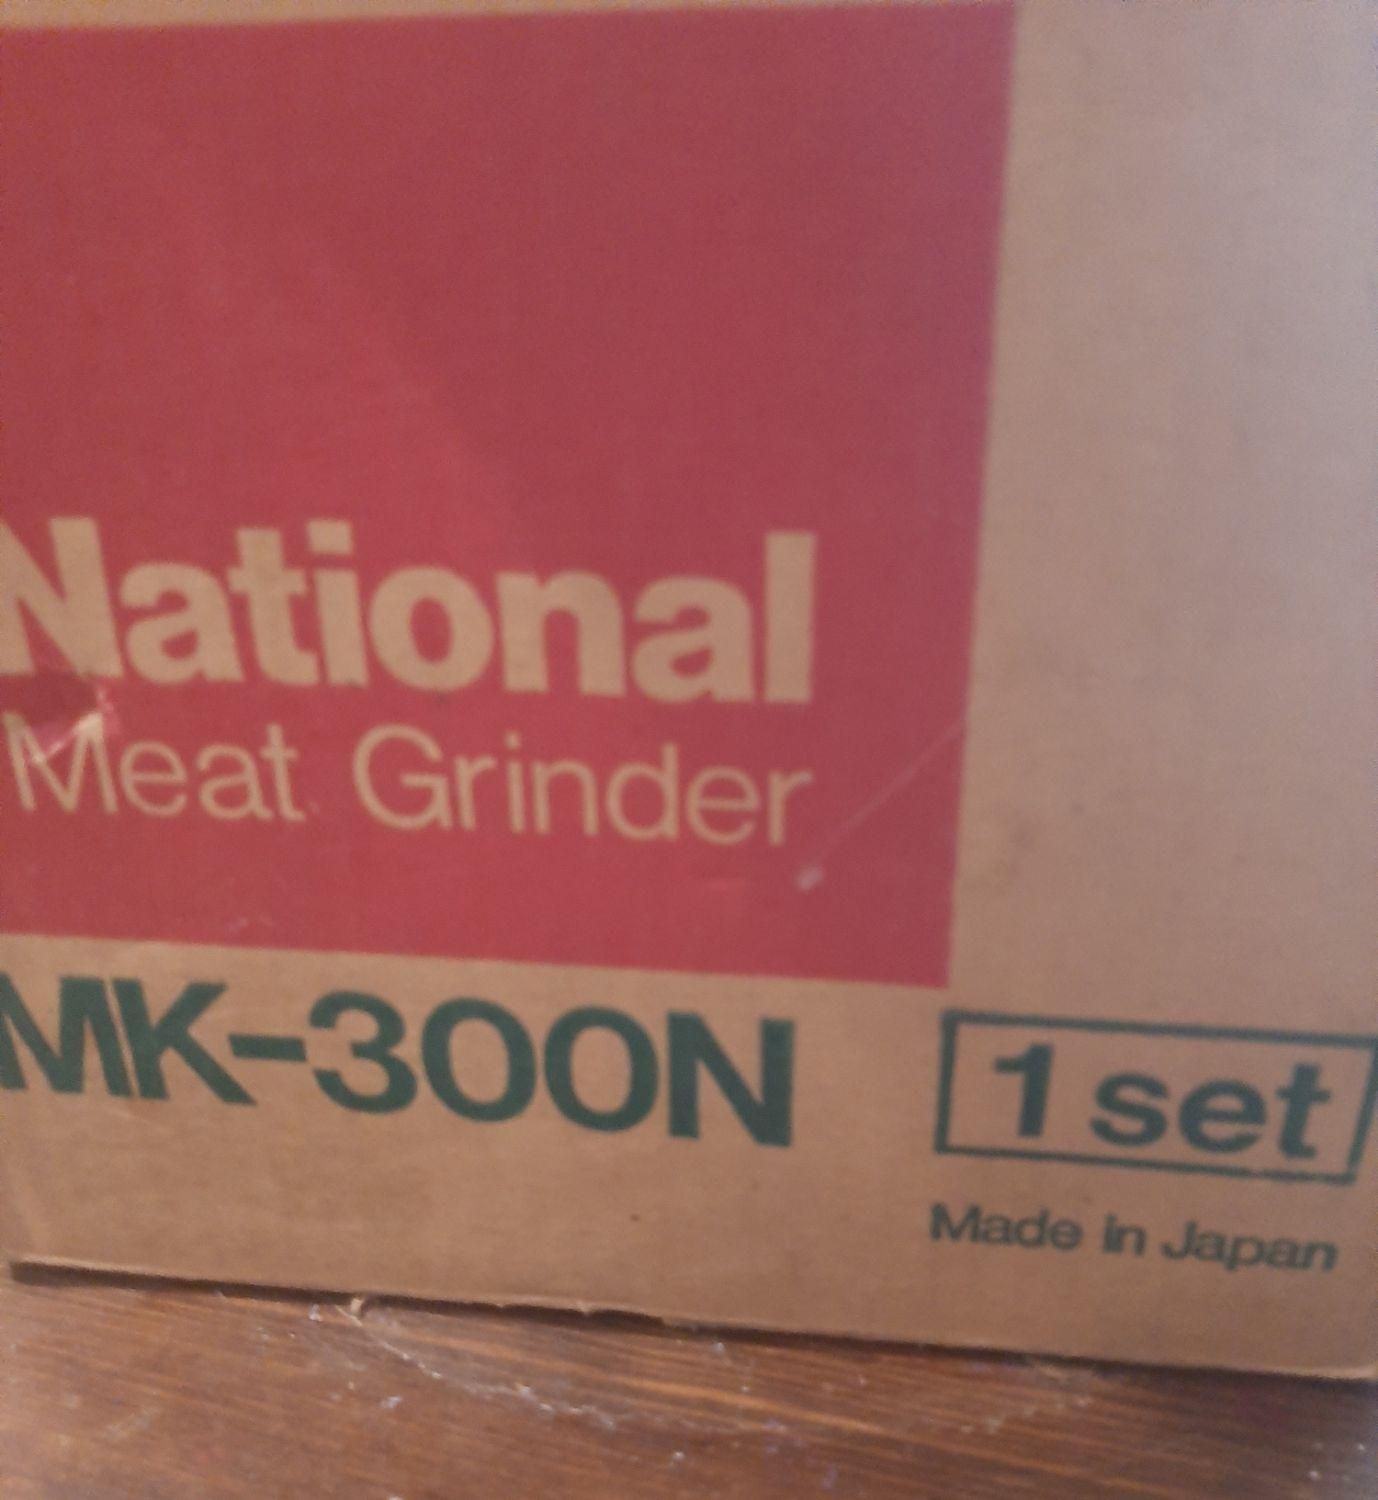 National
Meat Grinder
MK-300N
1 set
Made in Japan